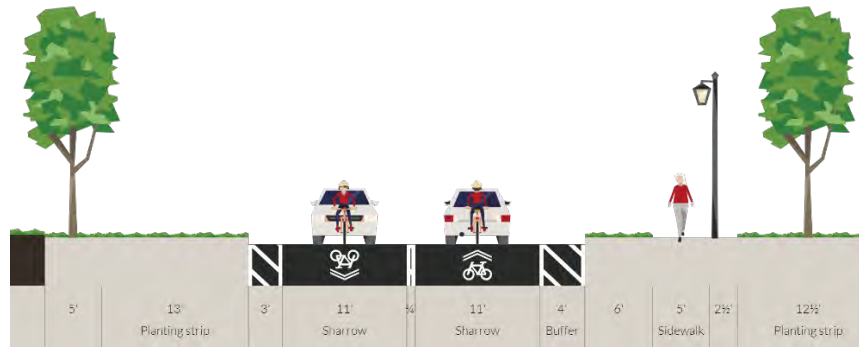 5' 13' 3' 11' ¼' 11' 4' 6' 5' 2½' 12½'
Planting strip Sharrow Sharrow Buffer Sidewalk Planting strip